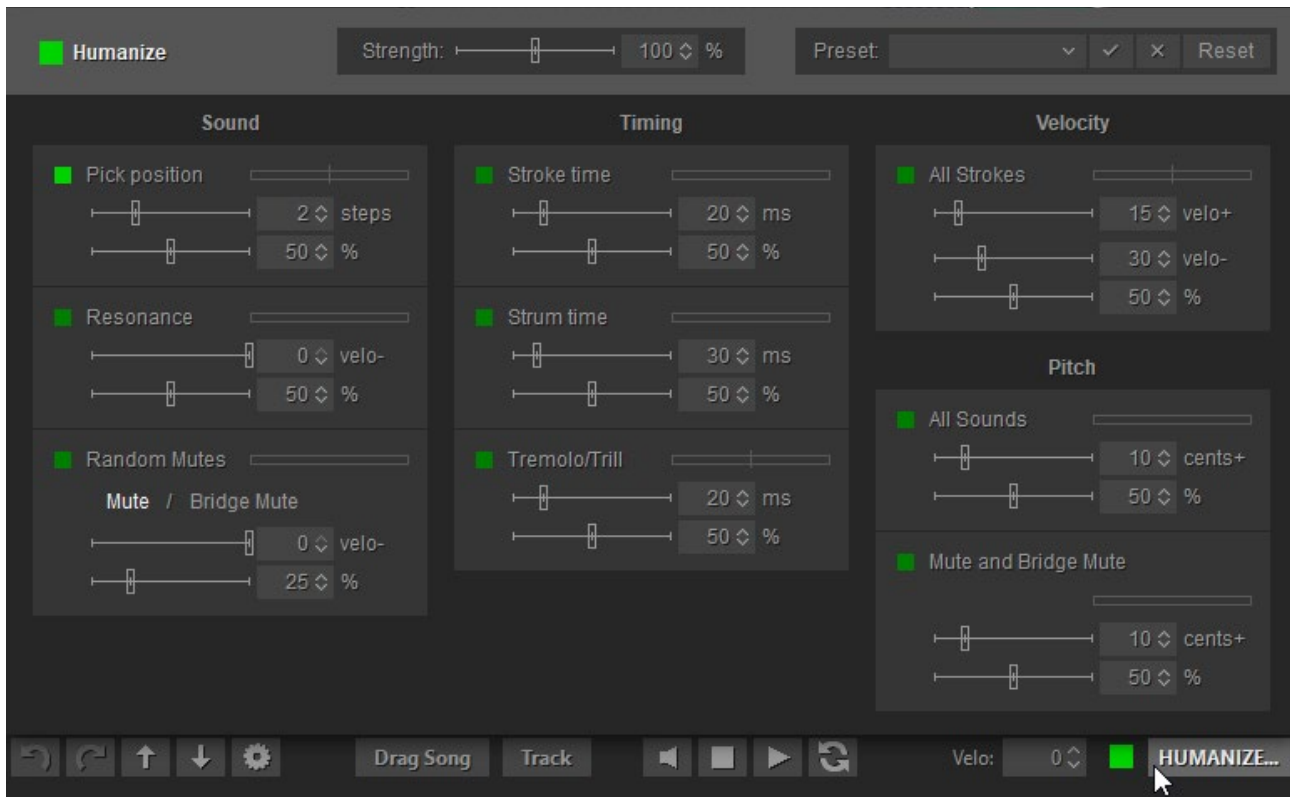 Humanize
Strength: 100 %
Preset: Reset
Sound
Pick position
2 steps
50 %
Resonance
0 velo-
50 %
Random Mutes
Mute / Bridge Mute
0 velo-
25 %
Timing
Stroke time
20 ms
50 %
Strum time
30 ms
50 %
Tremolo/Trill
20 ms
50 %
Velocity
All Strokes
15 velo+
30 velo-
50 %
Pitch
All Sounds
10 cents+
50 %
Mute and Bridge Mute
10 cents+
50 %
Drag Song Track Velo: 0 HUMANIZE...